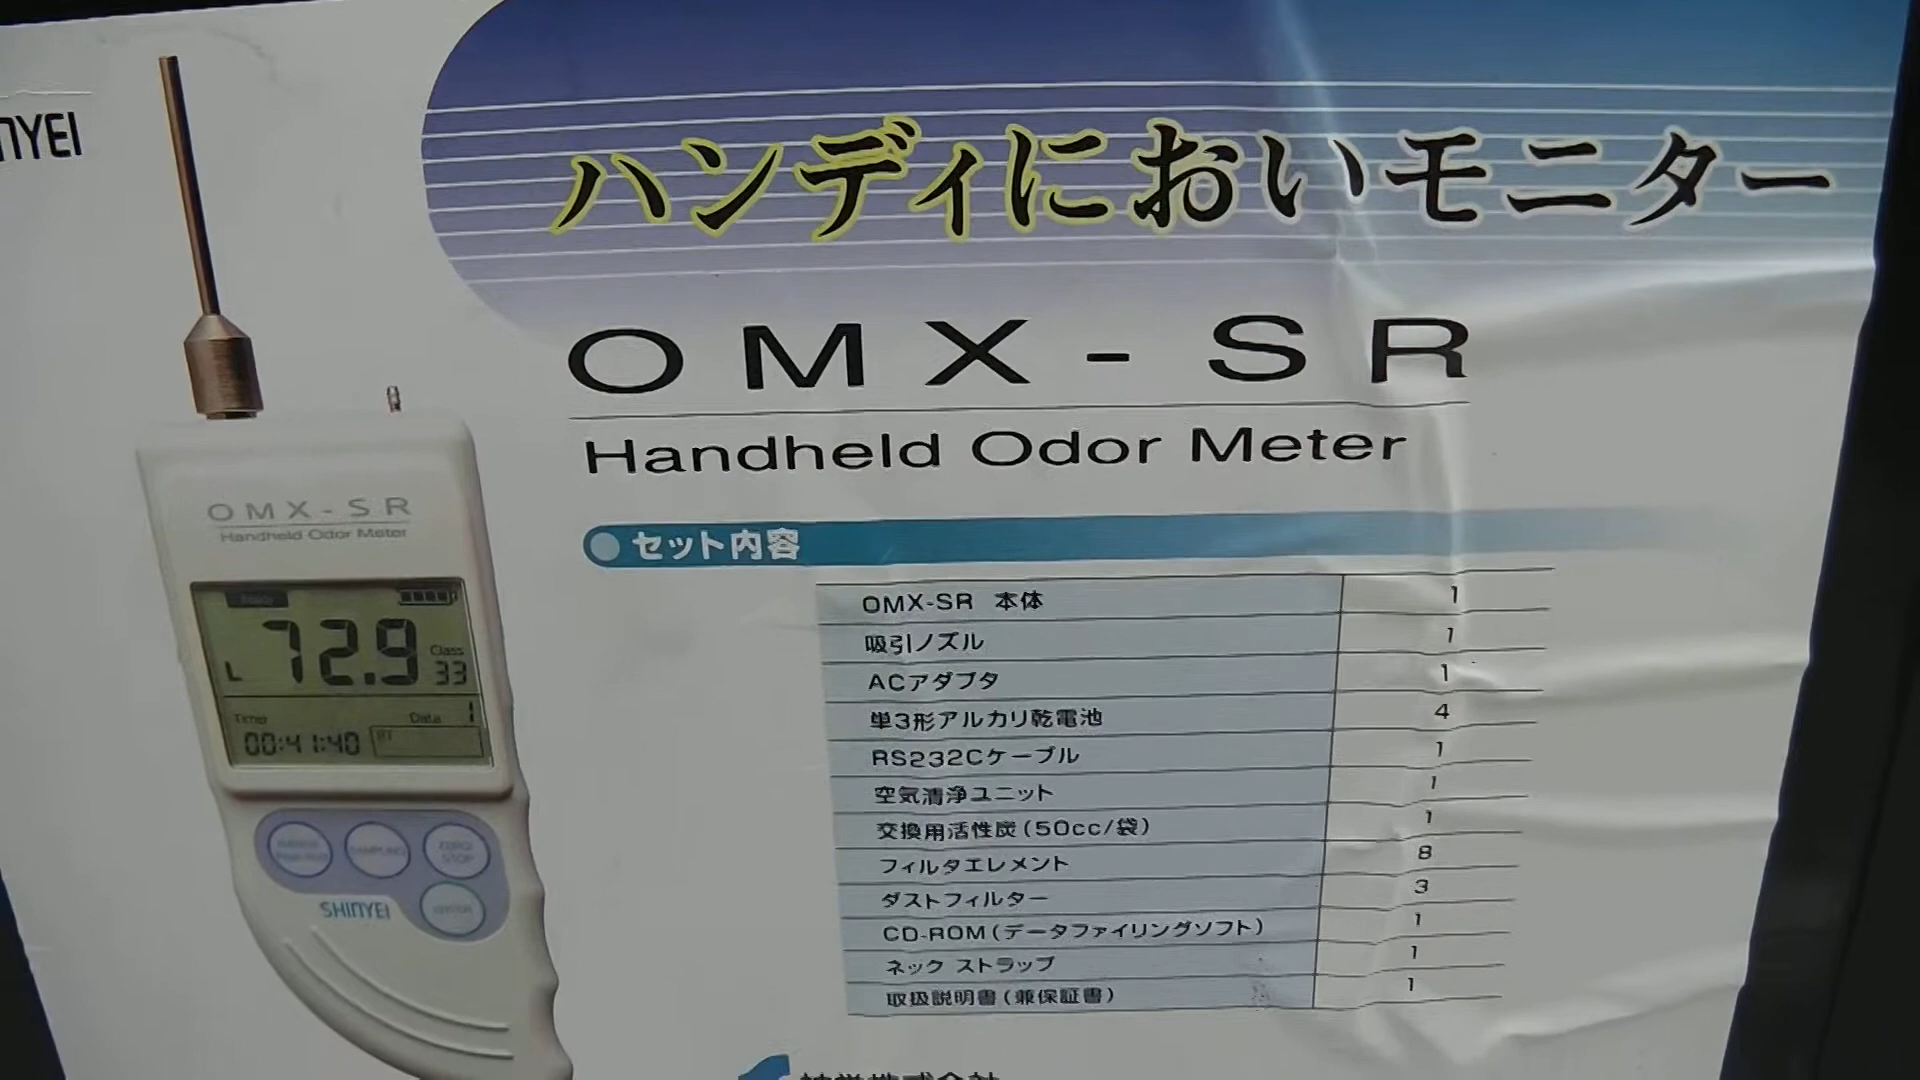 SHINYEI
ハンディにおいモニター
OMX-SR
Handheld Odor Meter
OMX-SR
Handheld Odor Meter
Ready
72.9
L
Class
33
Timer
Data 1
00:41:40
SAMPLING
ZERO/
STOP
SHINYEI
セット内容
OMX-SR 本体 1
吸引ノズル 1
ACアダプタ 1
単3形アルカリ乾電池 4
RS232Cケーブル 1
空気清浄ユニット 1
交換用活性炭(50cc/袋) 1
フィルタエレメント 8
ダストフィルター 3
CD-ROM(データファイリングソフト) 1
ネック ストラップ 1
取扱説明書(兼保証書) 1